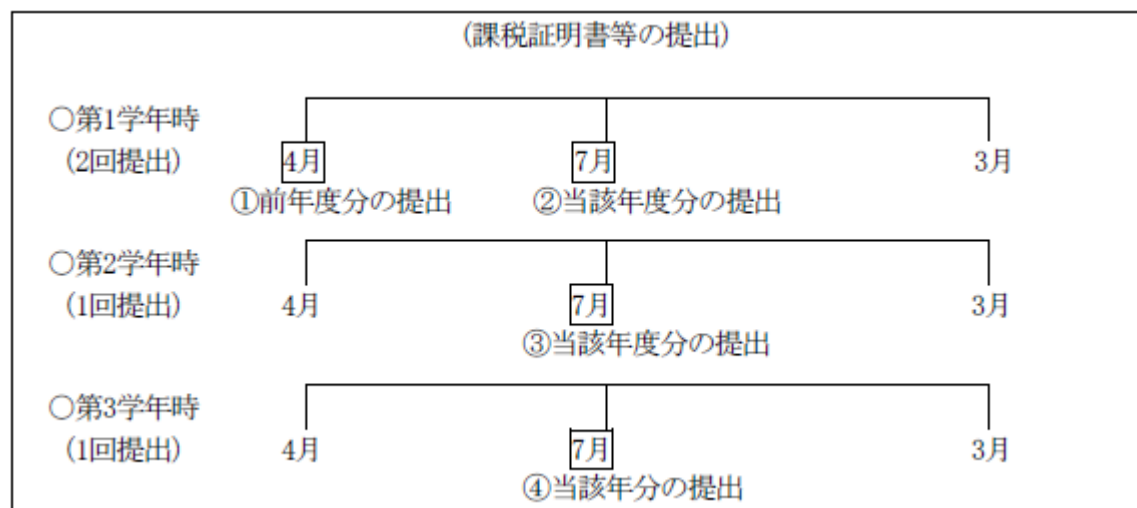 (課税証明書等の提出)
○第1学年時
(2回提出) 4月 7月 3月
①前年度分の提出 ②当該年度分の提出
○第2学年時
(1回提出) 4月 7月 3月
③当該年度分の提出
○第3学年時
(1回提出) 4月 7月 3月
④当該年分の提出